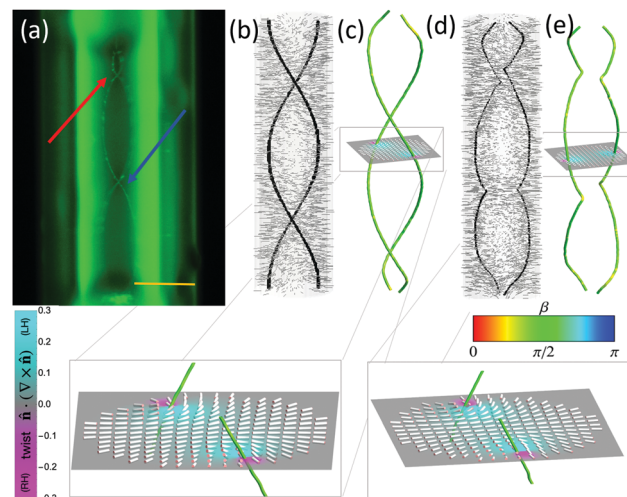 (a)
(b)
(c)
(d)
(e)
0.3
0.2
0.1
0.0
−0.1
−0.2
(RH) twist n̂ · (∇ × n̂) (LH)
β
0 π/2 π